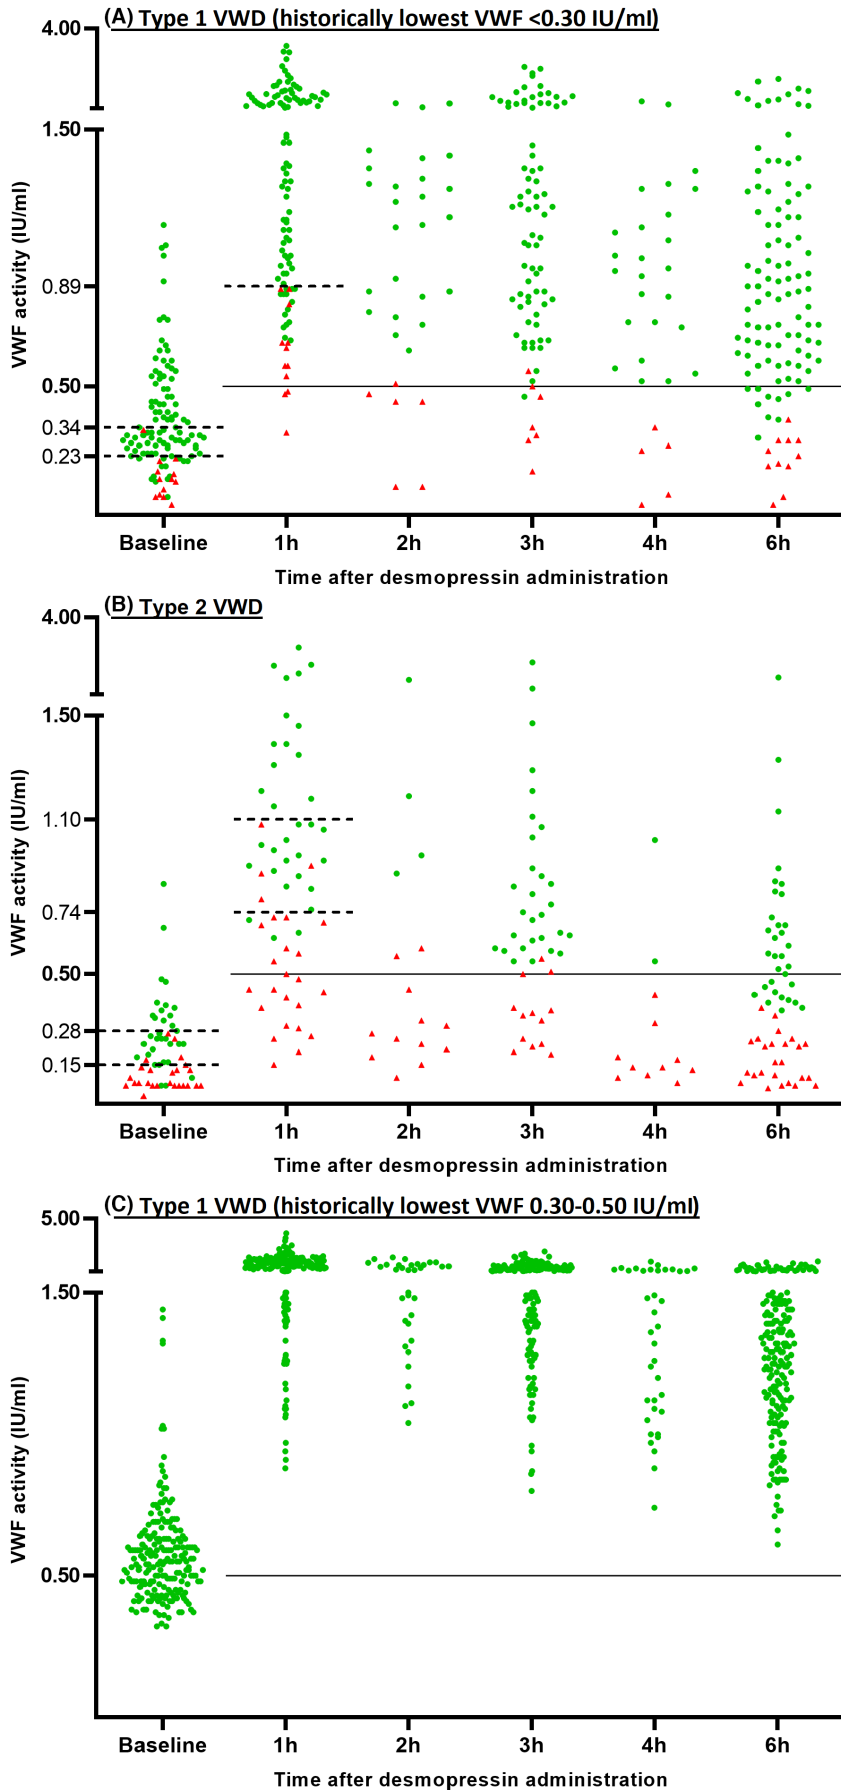 (A) Type 1 VWD (historically lowest VWF <0.30 IU/ml)
4.00
1.50
0.89
0.50
0.34
0.23
VWF activity (IU/ml)
Baseline 1h 2h 3h 4h 6h
Time after desmopressin administration
(B) Type 2 VWD
4.00
1.50
1.10
0.74
0.50
0.28
0.15
VWF activity (IU/ml)
Baseline 1h 2h 3h 4h 6h
Time after desmopressin administration
(C) Type 1 VWD (historically lowest VWF 0.30-0.50 IU/ml)
5.00
1.50
0.50
VWF activity (IU/ml)
Baseline 1h 2h 3h 4h 6h
Time after desmopressin administration